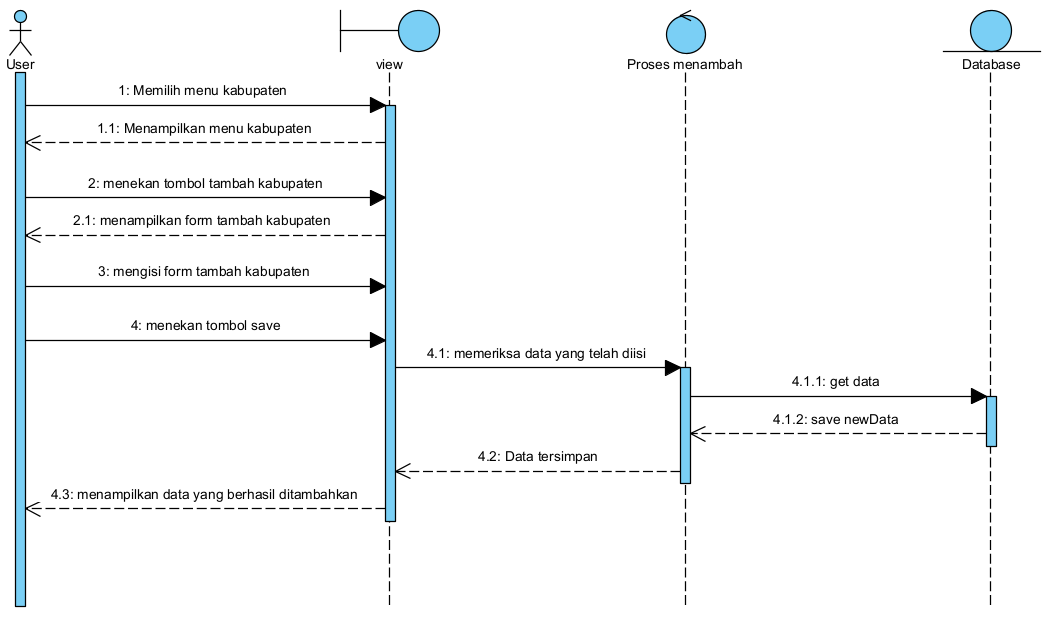 User
view
Proses menambah
Database
1: Memilih menu kabupaten
1.1: Menampilkan menu kabupaten
2: menekan tombol tambah kabupaten
2.1: menampilkan form tambah kabupaten
3: mengisi form tambah kabupaten
4: menekan tombol save
4.1: memeriksa data yang telah diisi
4.1.1: get data
4.1.2: save newData
4.2: Data tersimpan
4.3: menampilkan data yang berhasil ditambahkan